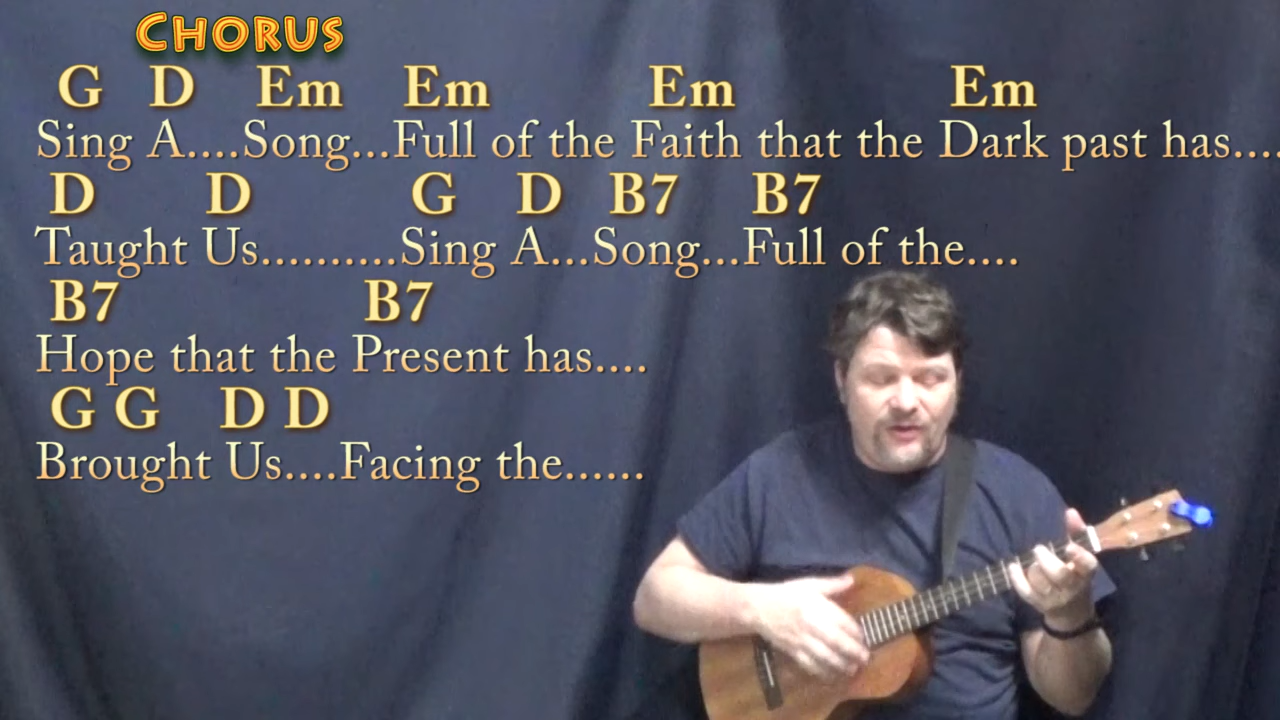 CHORUS
G D Em Em Em Em
Sing A....Song...Full of the Faith that the Dark past has....
D D G D B7 B7
Taught Us..........Sing A...Song...Full of the....
B7 B7
Hope that the Present has....
G G D D
Brought Us....Facing the......